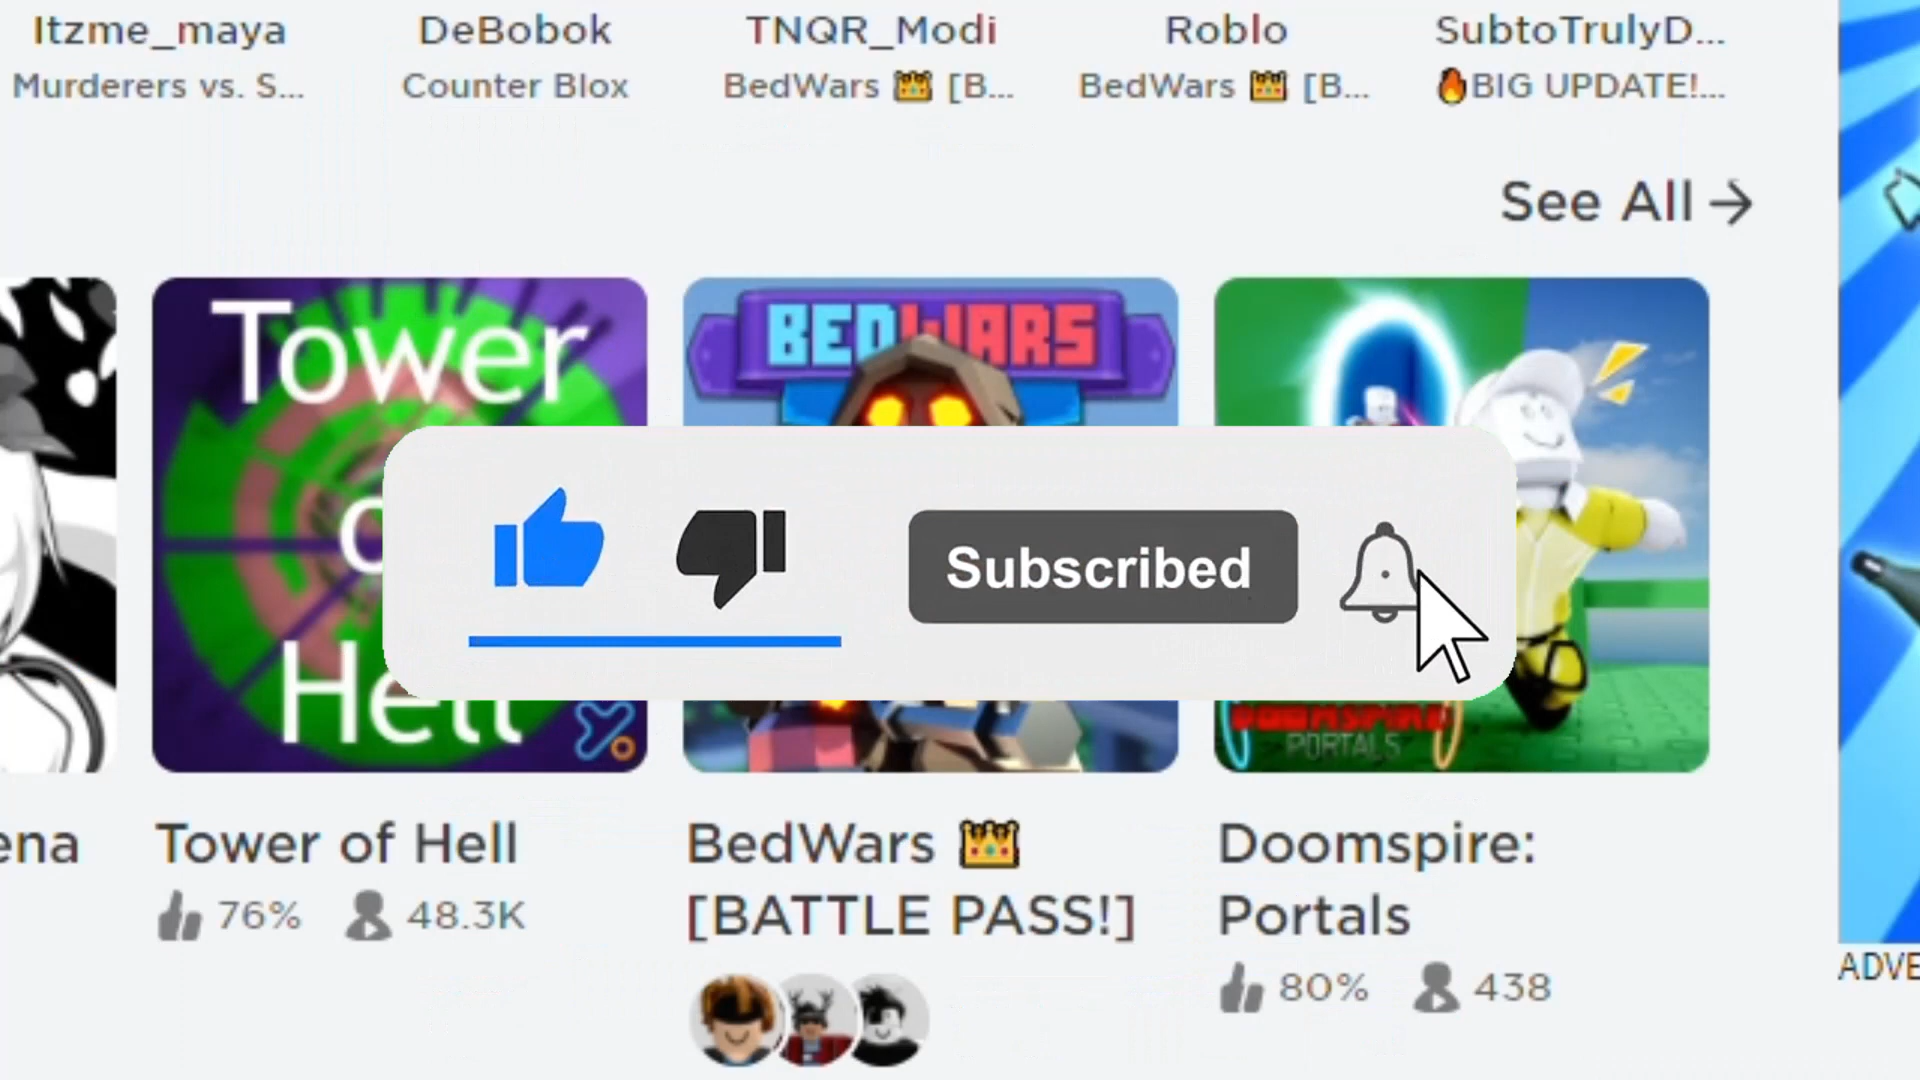 Itzme_maya
DeBobok
TNQR_Modi
Roblo
SubtoTrulyD...
Murderers vs. S...
Counter Blox
BedWars 👑 [B...
BedWars 👑 [B...
🔥BIG UPDATE!...
See All →
Tower
Hell
BEDWARS
Subscribed
DOOMSPIRE
PORTALS
ena
Tower of Hell
76% 48.3K
BedWars 👑
[BATTLE PASS!]
Doomspire:
Portals
80% 438
ADVE